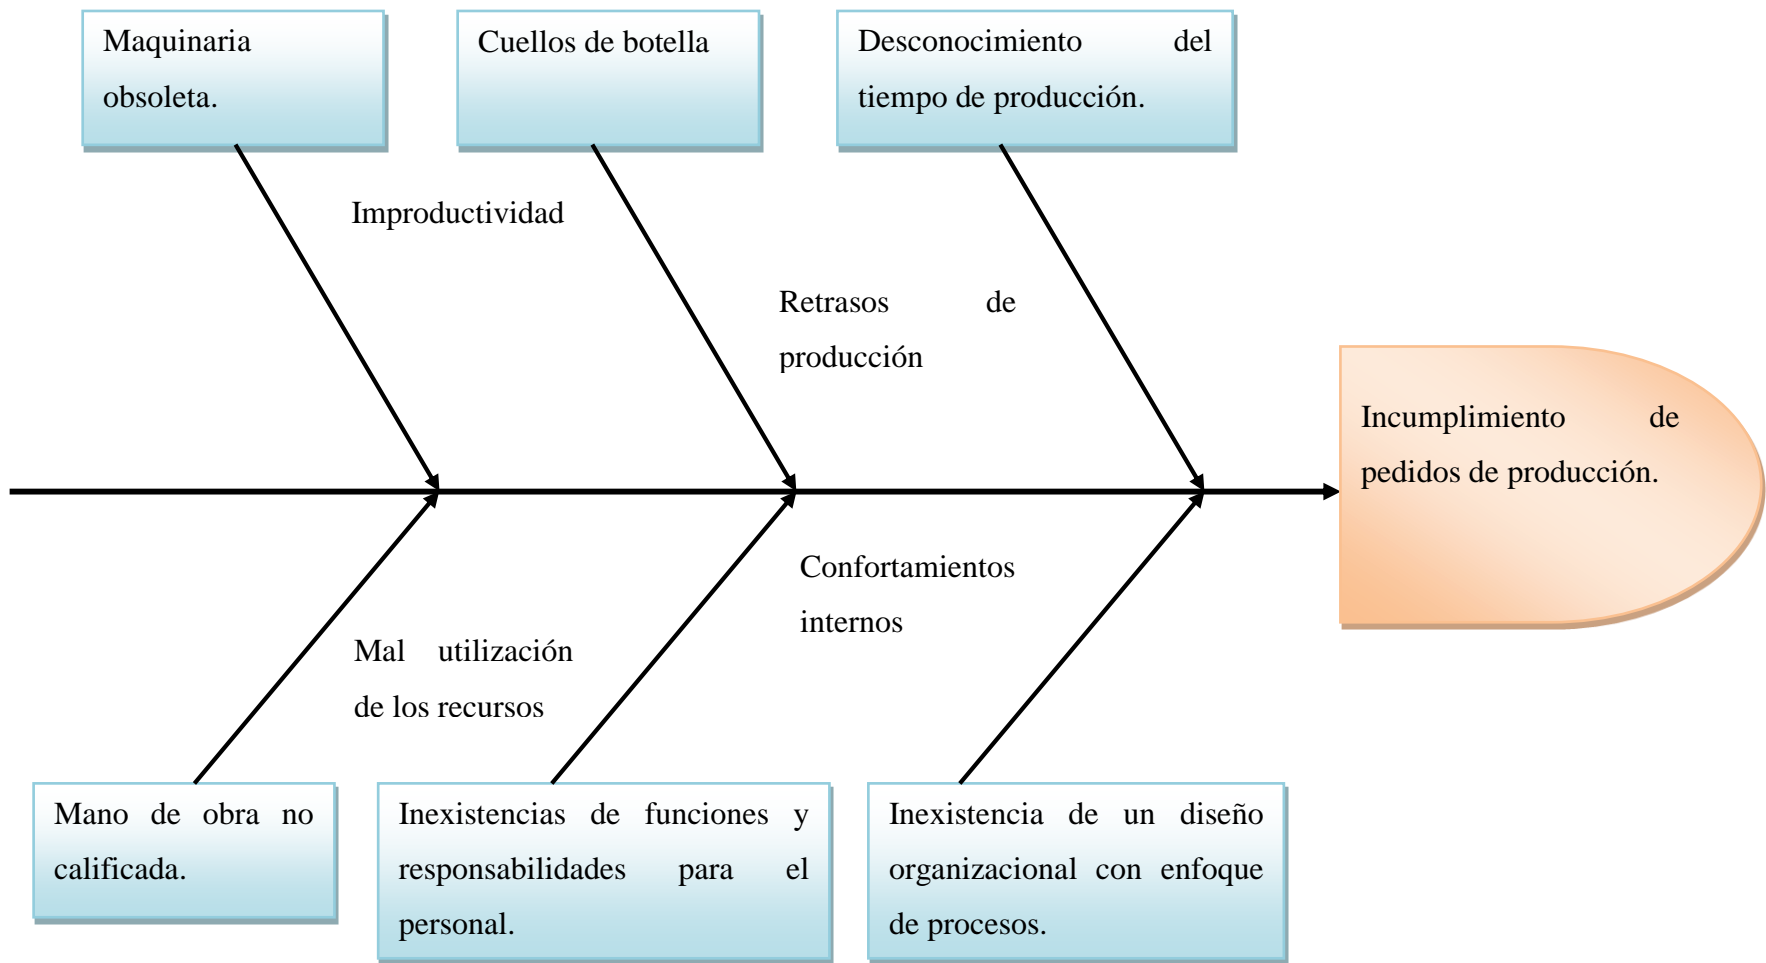 Maquinaria
obsoleta.
Cuellos de botella
Desconocimiento del
tiempo de producción.
Improductividad
Retrasos de
producción
Incumplimiento de
pedidos de producción.
Confortamientos
internos
Mal utilización
de los recursos
Mano de obra no
calificada.
Inexistencias de funciones y
responsabilidades para el
personal.
Inexistencia de un diseño
organizacional con enfoque
de procesos.